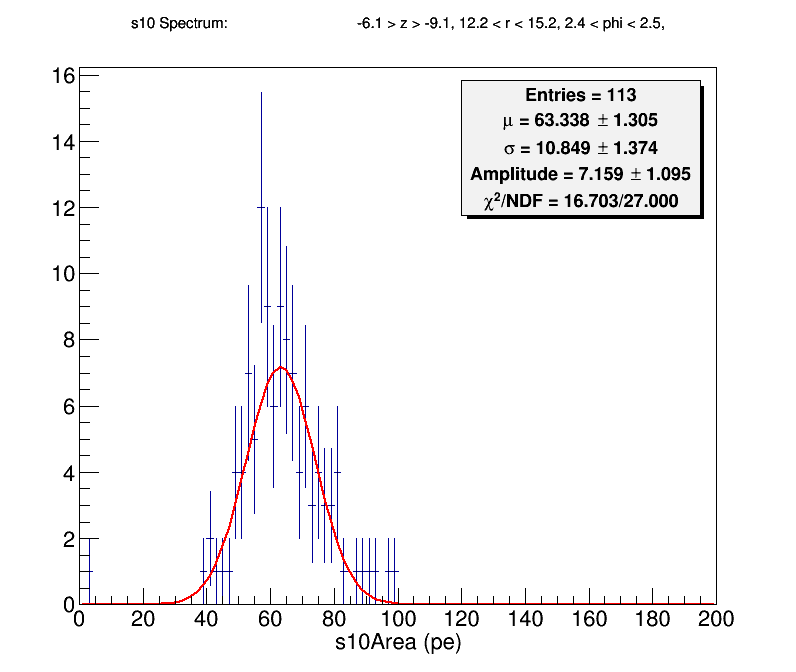 s10 Spectrum: -6.1 > z > -9.1, 12.2 < r < 15.2, 2.4 < phi < 2.5,
Entries = 113
μ = 63.338 ± 1.305
σ = 10.849 ± 1.374
Amplitude = 7.159 ± 1.095
χ²/NDF = 16.703/27.000
16
14
12
10
8
6
4
2
0
0 20 40 60 80 100 120 140 160 180 200
s10Area (pe)